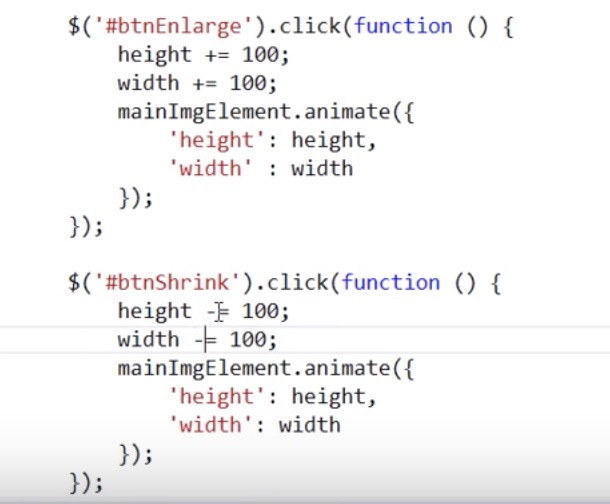 $('#btnEnlarge').click(function () {
height += 100;
width += 100;
mainImgElement.animate({
'height': height,
'width' : width
});
});
$('#btnShrink').click(function () {
height -= 100;
width -= 100;
mainImgElement.animate({
'height': height,
'width': width
});
});